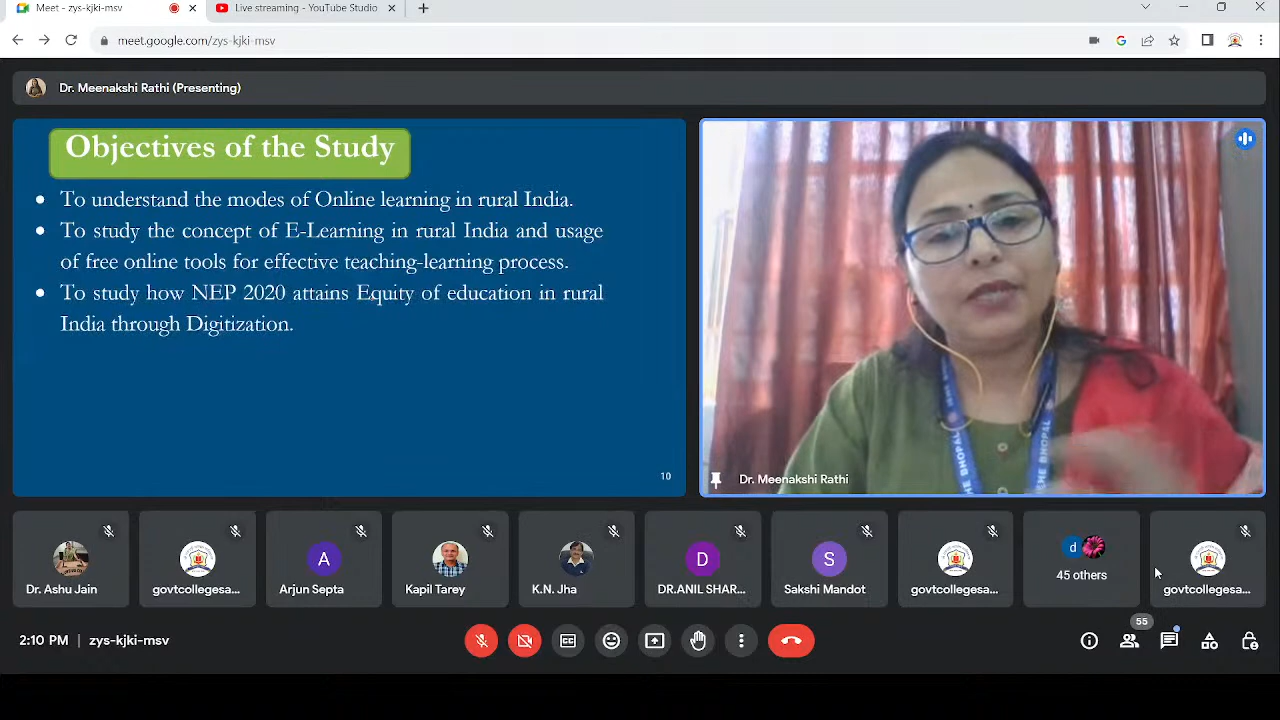 Meet - zys-kjki-msv
Live streaming - YouTube Studio
meet.google.com/zys-kjki-msv
Dr. Meenakshi Rathi (Presenting)
Objectives of the Study
To understand the modes of Online learning in rural India.
To study the concept of E-Learning in rural India and usage
of free online tools for effective teaching-learning process.
To study how NEP 2020 attains Equity of education in rural
India through Digitization.
10
BHOPAL
Dr. Meenakshi Rathi
d
A
D
S
Dr. Ashu Jain
govtcollegesa...
Arjun Septa
Kapil Tarey
K.N. Jha
DR.ANIL SHAR...
Sakshi Mandot
govtcollegesa...
45 others
govtcollegesa...
2:10 PM | zys-kjki-msv
55